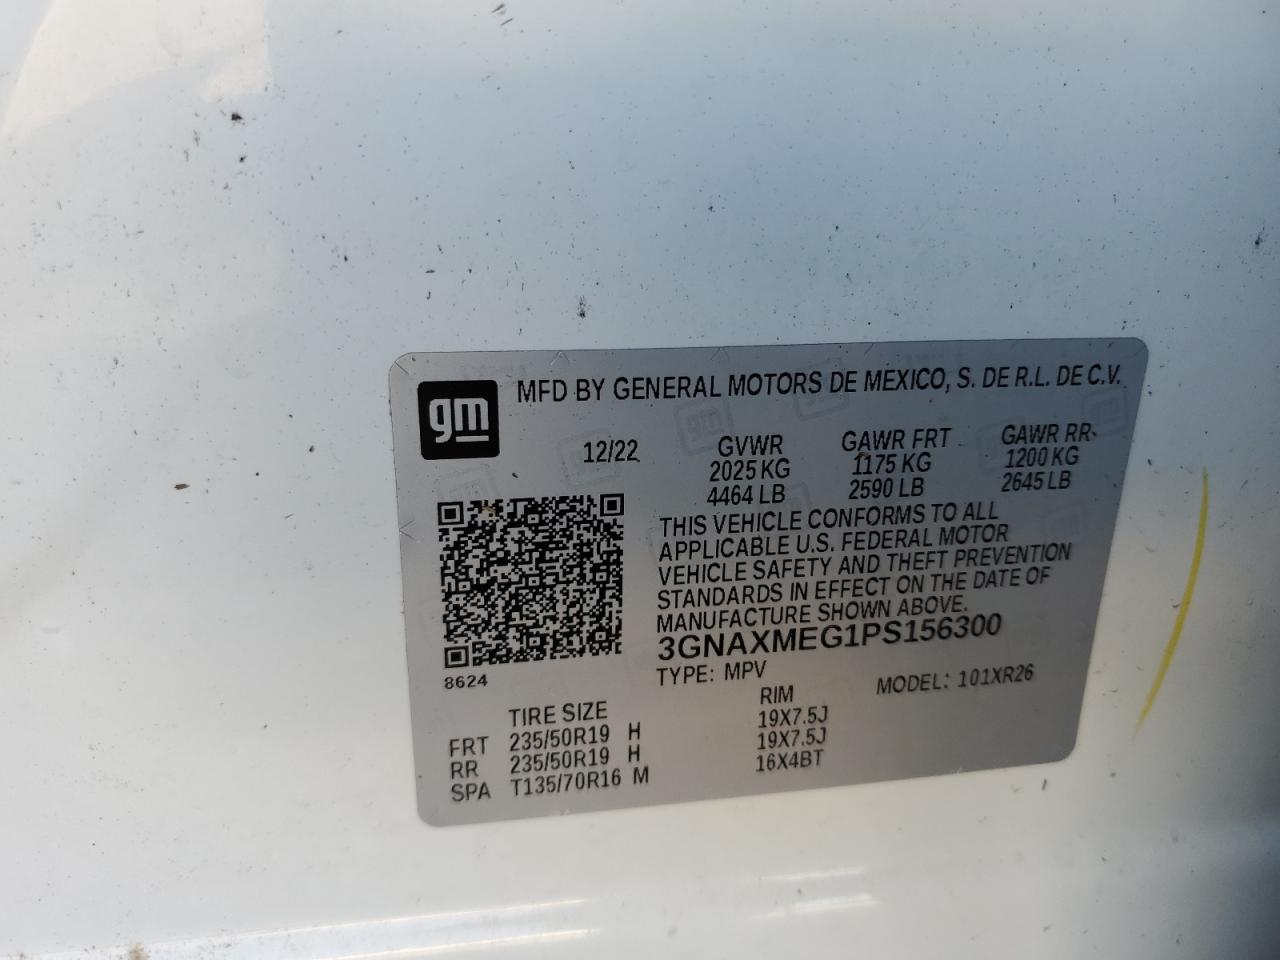 gm
MFD BY GENERAL MOTORS DE MEXICO, S. DE R.L. DE C.V.
12/22 GVWR GAWR FRT GAWR RR
2025 KG 1175 KG 1200 KG
4464 LB 2590 LB 2645 LB
THIS VEHICLE CONFORMS TO ALL
APPLICABLE U.S. FEDERAL MOTOR
VEHICLE SAFETY AND THEFT PREVENTION
STANDARDS IN EFFECT ON THE DATE OF
MANUFACTURE SHOWN ABOVE.
3GNAXMEG1PS156300
8624
TYPE: MPV MODEL: 101XR26
TIRE SIZE RIM
FRT 235/50R19 H 19X7.5J
RR 235/50R19 H 19X7.5J
SPA T135/70R16 M 16X4BT